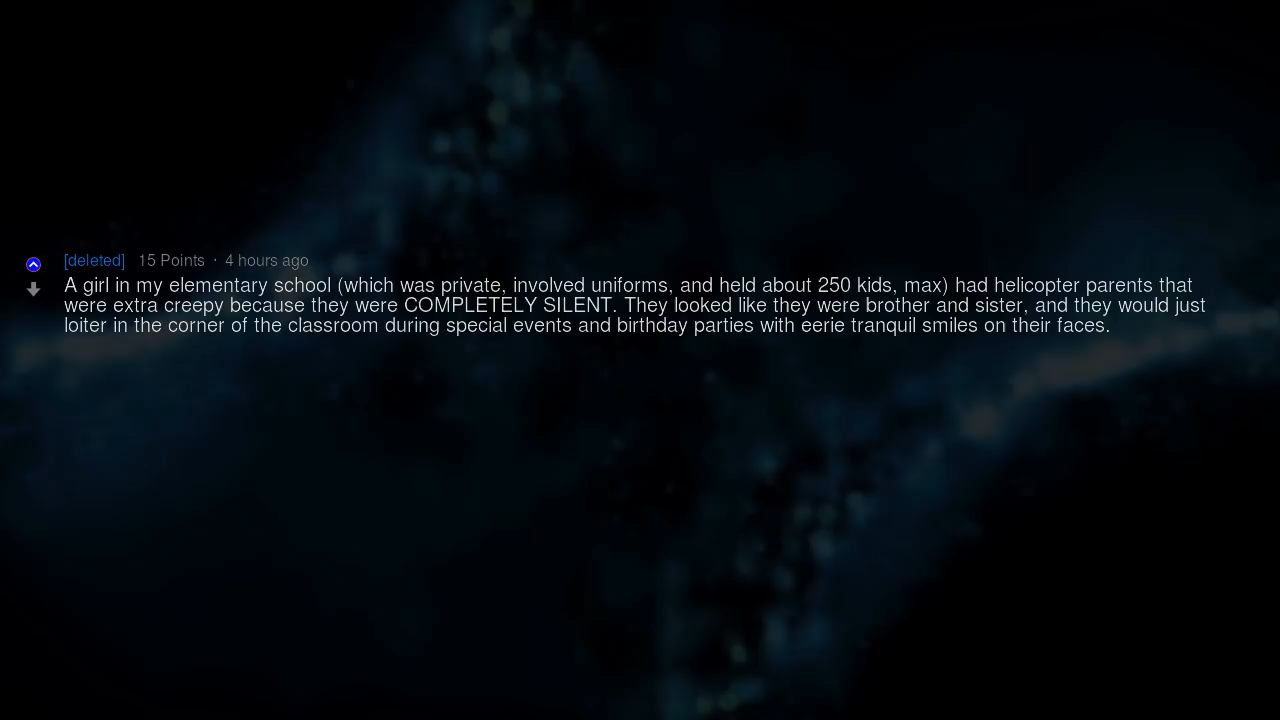 [deleted] 15 Points · 4 hours ago
A girl in my elementary school (which was private, involved uniforms, and held about 250 kids, max) had helicopter parents that
were extra creepy because they were COMPLETELY SILENT. They looked like they were brother and sister, and they would just
loiter in the corner of the classroom during special events and birthday parties with eerie tranquil smiles on their faces.